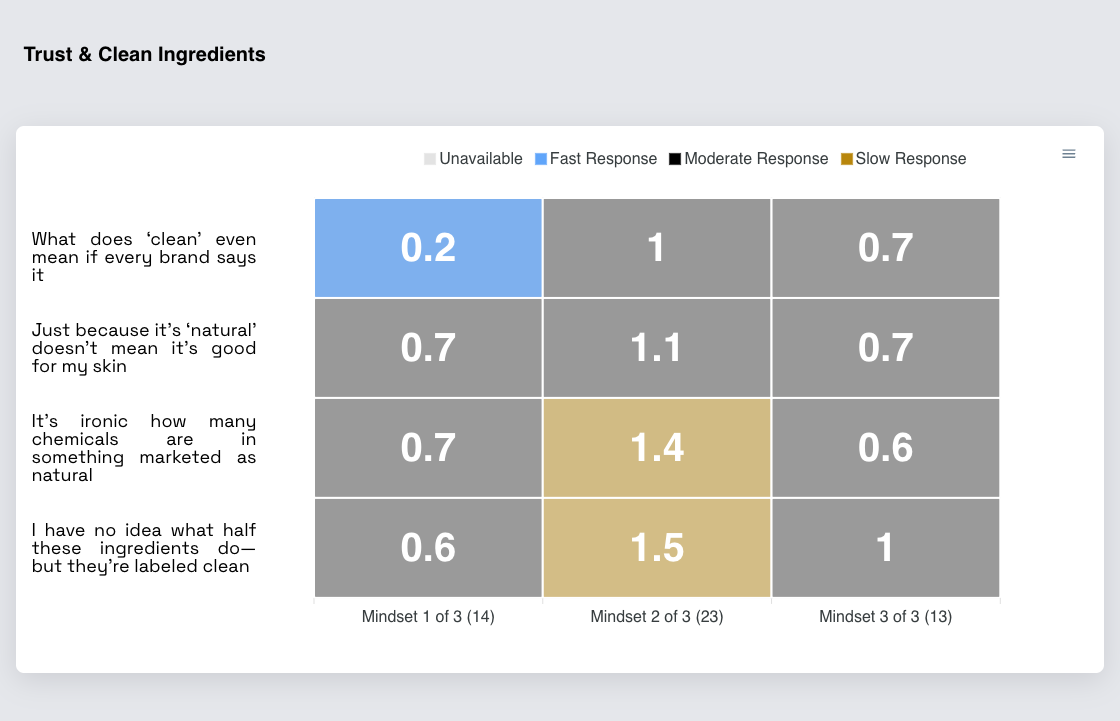 Trust & Clean Ingredients
Unavailable Fast Response Moderate Response Slow Response
What does ‘clean’ even
mean if every brand says
it
0.2 1 0.7
Just because it’s ‘natural’
doesn’t mean it’s good
for my skin
0.7 1.1 0.7
It’s ironic how many
chemicals are in
something marketed as
natural
0.7 1.4 0.6
I have no idea what half
these ingredients do—
but they’re labeled clean
0.6 1.5 1
Mindset 1 of 3 (14) Mindset 2 of 3 (23) Mindset 3 of 3 (13)